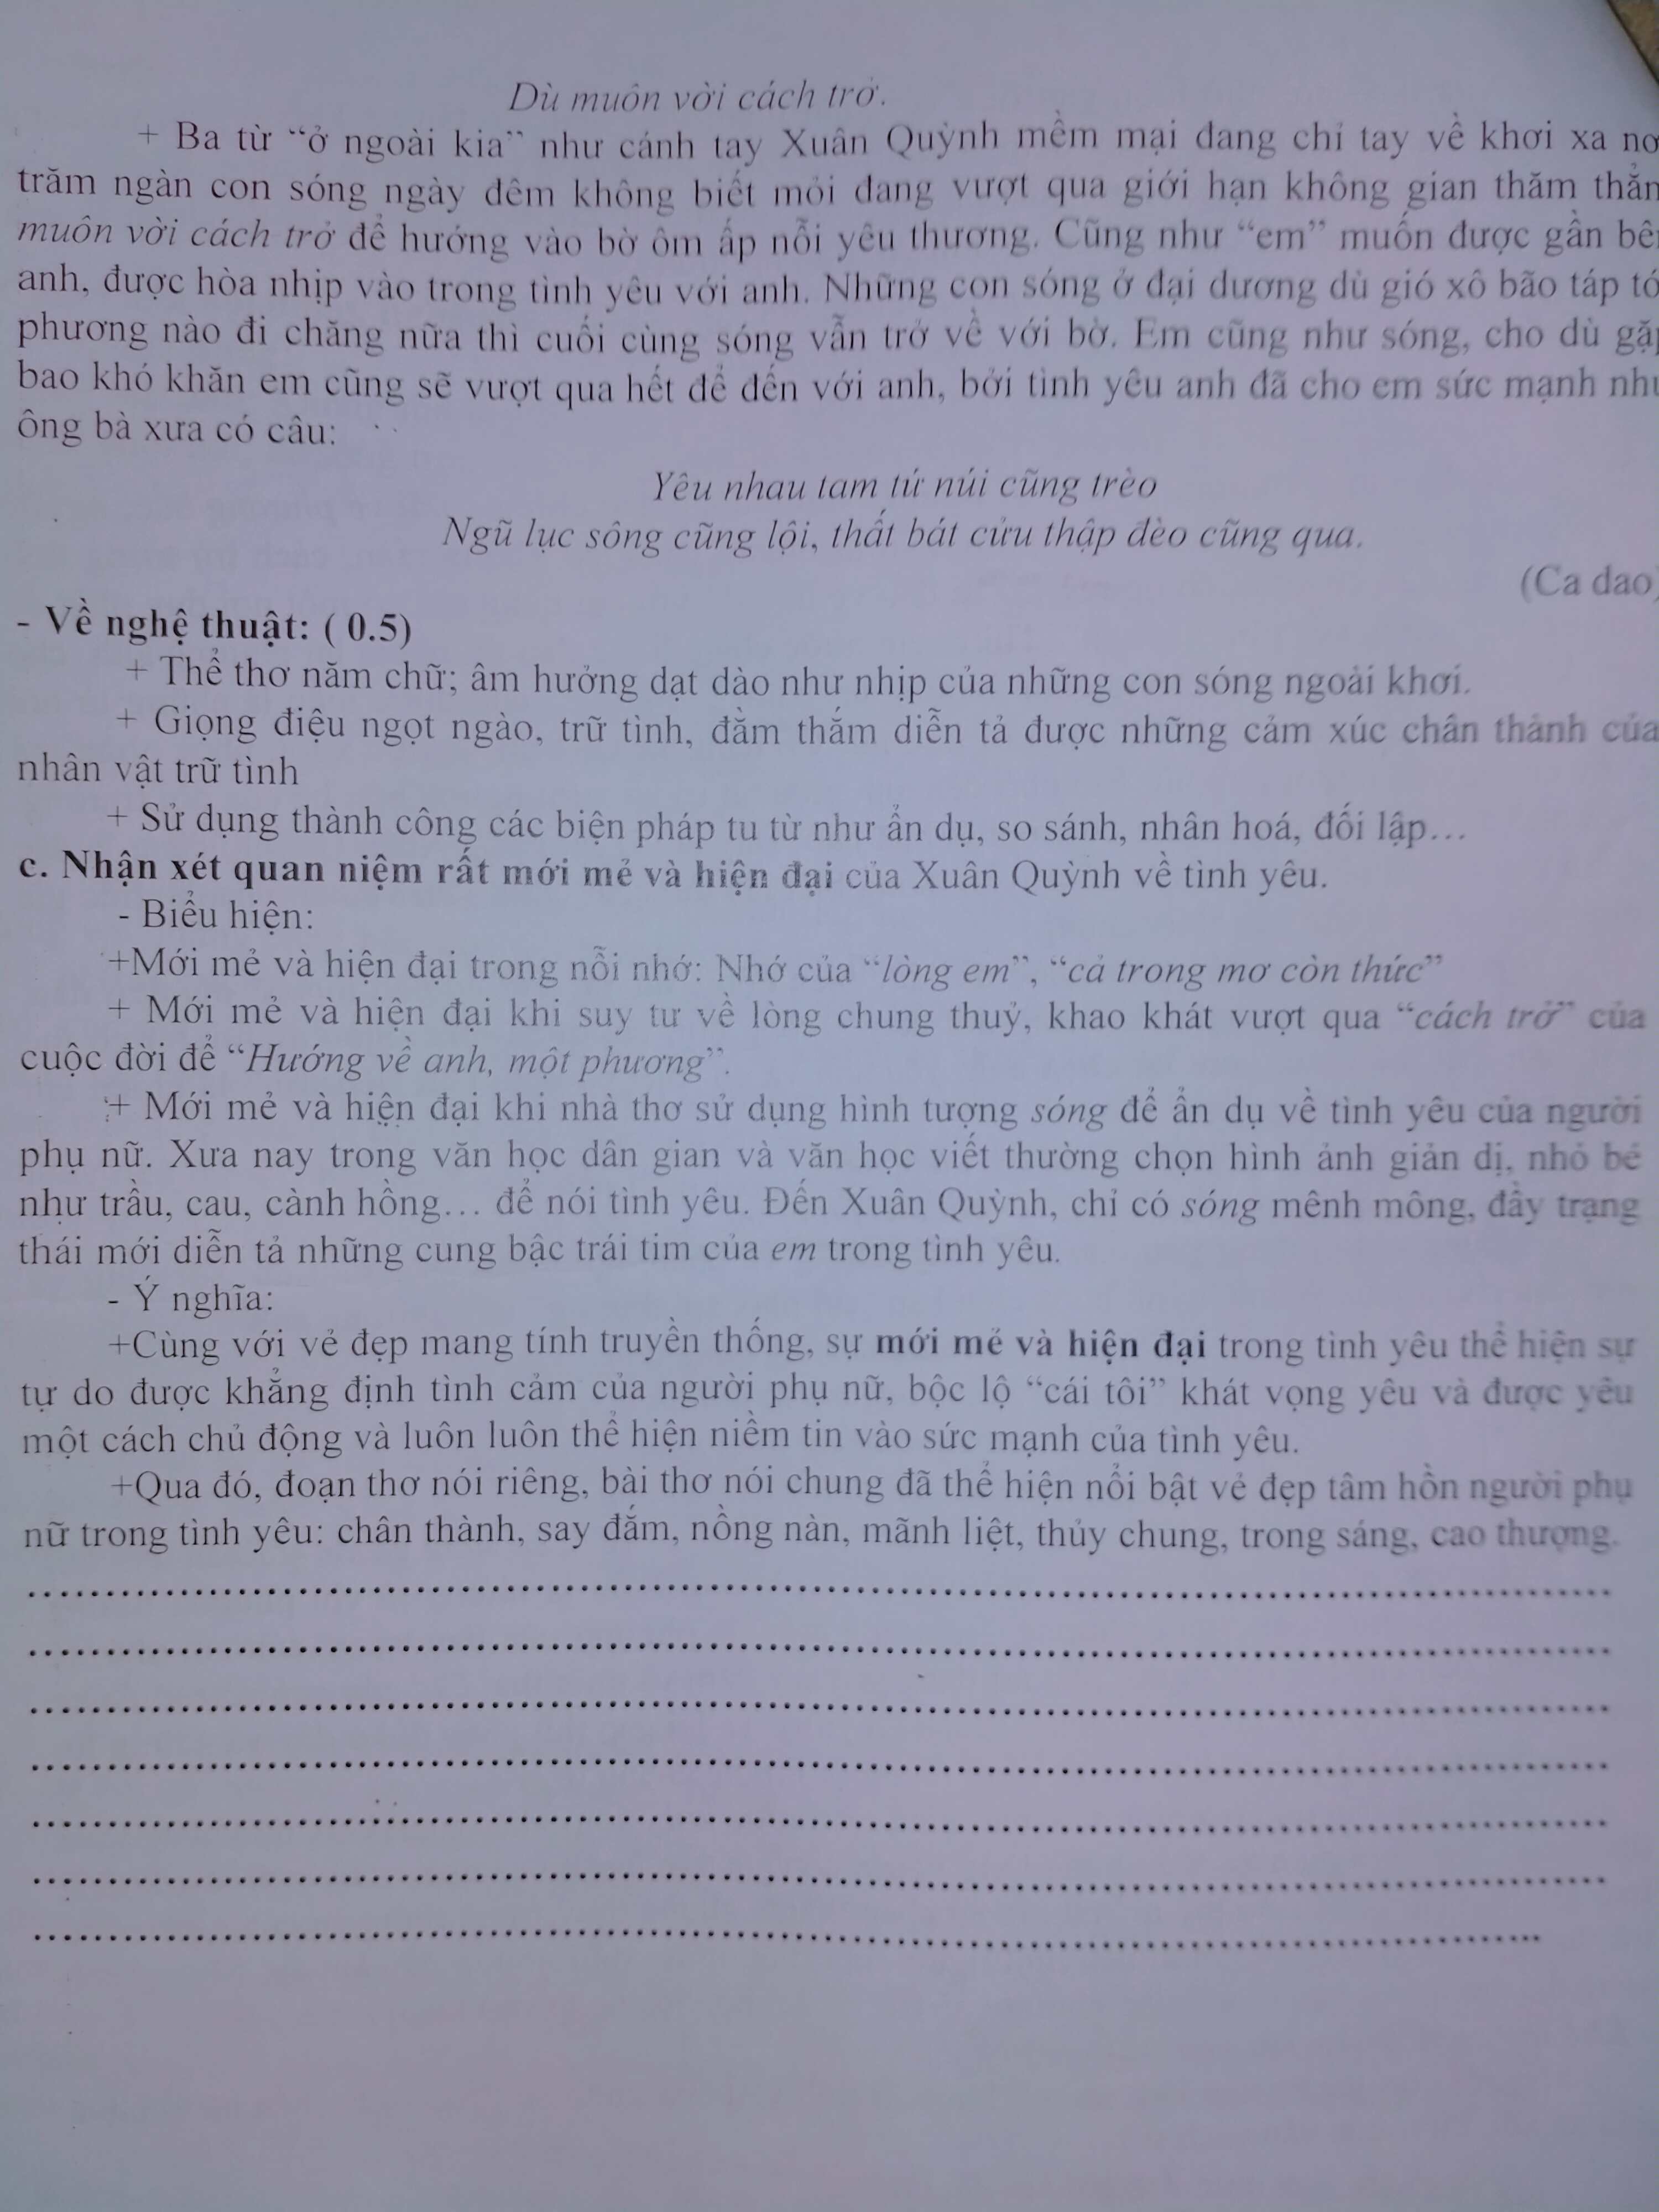 Dù muôn vời cách trở.
+ Ba từ “ở ngoài kia” như cánh tay Xuân Quỳnh mềm mại đang chỉ tay về khơi xa
trăm ngàn con sóng ngày đêm không biết mỏi đang vượt qua giới hạn không gian thăm
muôn vời cách trở để hướng vào bờ ôm ấp nỗi yêu thương. Cũng như “em” muốn được gần
anh, được hòa nhịp vào trong tình yêu với anh. Những con sóng ở đại dương dù gió xô bão táp
phương nào đi chăng nữa thì cuối cùng sóng vẫn trở về với bờ. Em cũng như sóng, cho dù
bao khó khăn em cũng sẽ vượt qua hết để đến với anh, bởi tình yêu anh đã cho em sức mạnh
ông bà xưa có câu:
Yêu nhau tam tứ núi cũng trèo
Ngũ lục sông cũng lội, thất bát cửu thập đèo cũng qua.
(Ca dao)
- Về nghệ thuật: ( 0.5)
+ Thể thơ năm chữ; âm hưởng dạt dào như nhịp của những con sóng ngoài khơi.
+ Giọng điệu ngọt ngào, trữ tình, đằm thắm diễn tả được những cảm xúc chân thành của
nhân vật trữ tình
+ Sử dụng thành công các biện pháp tu từ như ẩn dụ, so sánh, nhân hoá, đối lập…
c. Nhận xét quan niệm rất mới mẻ và hiện đại của Xuân Quỳnh về tình yêu.
- Biểu hiện:
+Mới mẻ và hiện đại trong nỗi nhớ: Nhớ của “lòng em”, “cả trong mơ còn thức”
+ Mới mẻ và hiện đại khi suy tư về lòng chung thuỷ, khao khát vượt qua “cách trở” của
cuộc đời để “Hướng về anh, một phương”.
+ Mới mẻ và hiện đại khi nhà thơ sử dụng hình tượng sóng để ẩn dụ về tình yêu của người
phụ nữ. Xưa nay trong văn học dân gian và văn học viết thường chọn hình ảnh giản dị, nhỏ bé
như trầu, cau, cành hồng… để nói tình yêu. Đến Xuân Quỳnh, chỉ có sóng mênh mông, đầy trạng
thái mới diễn tả những cung bậc trái tim của em trong tình yêu.
- Ý nghĩa:
+Cùng với vẻ đẹp mang tính truyền thống, sự mới mẻ và hiện đại trong tình yêu thể hiện sự
tự do được khẳng định tình cảm của người phụ nữ, bộc lộ “cái tôi” khát vọng yêu và được yêu
một cách chủ động và luôn luôn thể hiện niềm tin vào sức mạnh của tình yêu.
+Qua đó, đoạn thơ nói riêng, bài thơ nói chung đã thể hiện nổi bật vẻ đẹp tâm hồn người phụ
nữ trong tình yêu: chân thành, say đắm, nồng nàn, mãnh liệt, thủy chung, trong sáng, cao thượng.